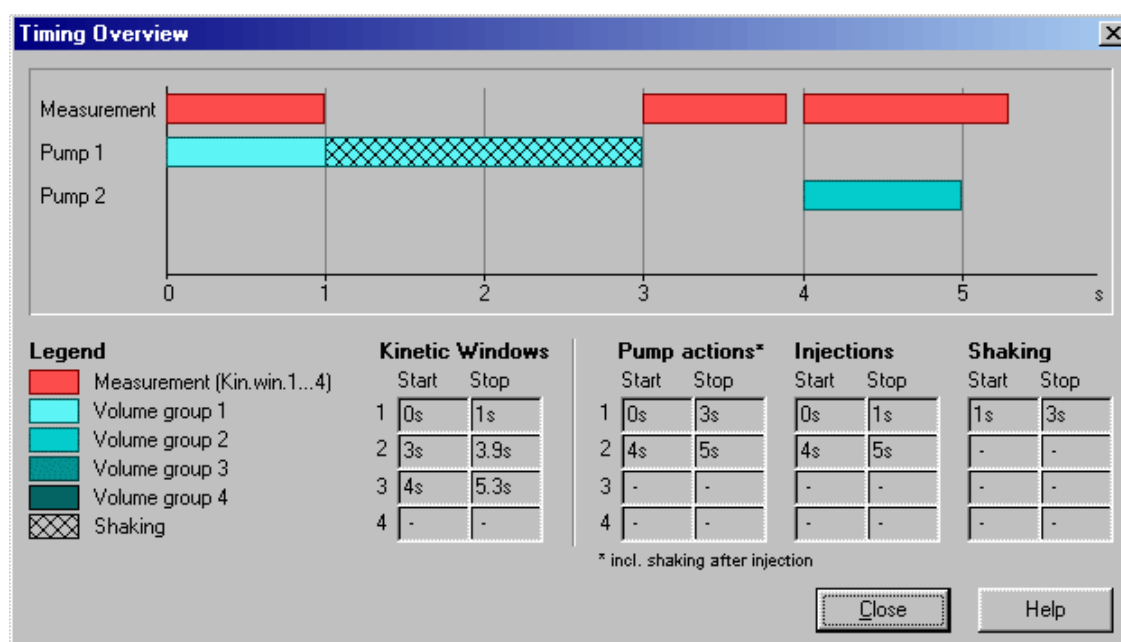 Timing Overview
Measurement
Pump 1
Pump 2
0 1 2 3 4 5 s
Legend
Measurement (Kin.win.1...4)
Volume group 1
Volume group 2
Volume group 3
Volume group 4
Shaking
Kinetic Windows
Start Stop
1 0s 1s
2 3s 3.9s
3 4s 5.3s
4 - -
Pump actions*
Start Stop
1 0s 3s
2 4s 5s
3 - -
4 - -
* incl. shaking after injection
Injections
Start Stop
0s 1s
4s 5s
- -
- -
Shaking
Start Stop
1s 3s
- -
- -
- -
Close
Help